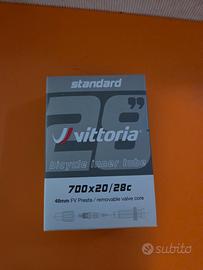 standard
28"
vittoria
bicycle inner tube
700x20/28c
48mm FV Presta / removable valve core
subito